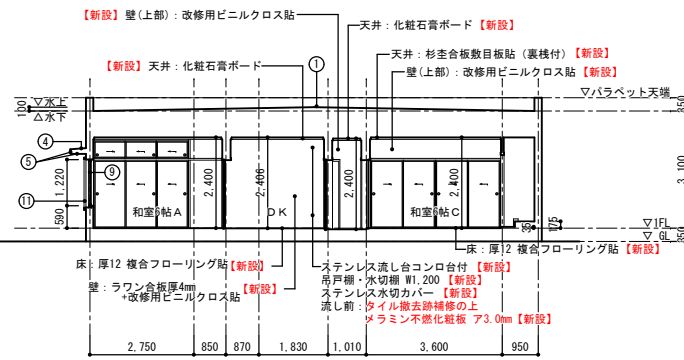 【新設】 壁(上部)：改修用ビニルクロス貼
天井：化粧石膏ボード 【新設】
天井：杉杢合板敷目板貼（裏桟付）【新設】
【新設】 天井：化粧石膏ボード
①
壁(上部)：改修用ビニルクロス貼 【新設】
▽パラペット天端
100
▽水上
△水下
350
④
⑤
⑨
⑪
1,220
590
2,400
2,400
2,400
2,400
3,100
和室6帖A
DK
和室6帖C
35
175
▽1FL
▽ GL
350
床：厚12 複合フローリング貼【新設】
床：厚12 複合フローリング貼【新設】
壁：ラワン合板厚4mm
+改修用ビニルクロス貼
【新設】
ステンレス流し台コンロ台付 【新設】
吊戸棚・水切棚 W1,200 【新設】
ステンレス水切カバー 【新設】
流し前：タイル撤去跡補修の上
メラミン不燃化粧板 ア3.0mm【新設】
2,750
850
870
1,830
1,010
3,600
950